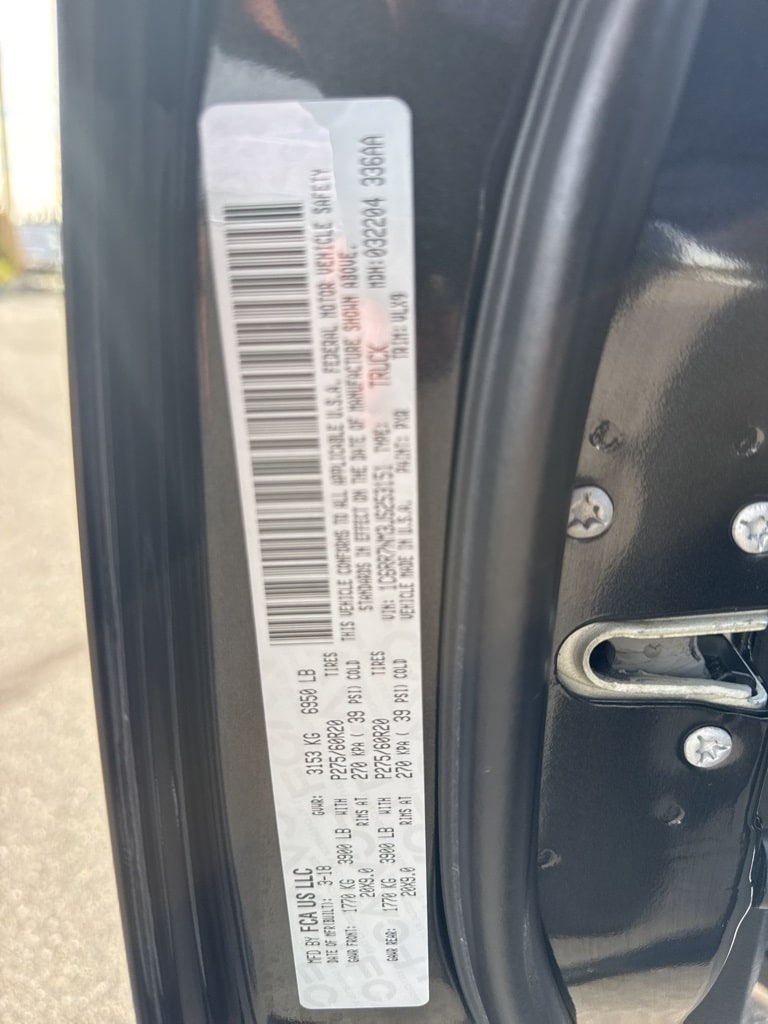 MFD BY FCA US LLC
DATE OF MFR(BUILT): 3-18 GVWR: 3153 KG 6950 LB
GAWR FRONT: 1770 KG 3900 LB WITH P275/60R20 TIRES
20X9.0 RIMS AT 270 KPA ( 39 PSI) COLD
GAWR REAR: 1770 KG 3900 LB WITH P275/60R20 TIRES
20X9.0 RIMS AT 270 KPA ( 39 PSI) COLD
THIS VEHICLE CONFORMS TO ALL APPLICABLE U.S.A. FEDERAL MOTOR VEHICLE SAFETY
STANDARDS IN EFFECT ON THE DATE OF MANUFACTURE SHOWN ABOVE.
VIN: 1C6RR7NM3JS253151 TYPE: TRUCK MDH:032204 336AA
VEHICLE MADE IN U.S.A. PAINT: PXR TRIM: VLX9